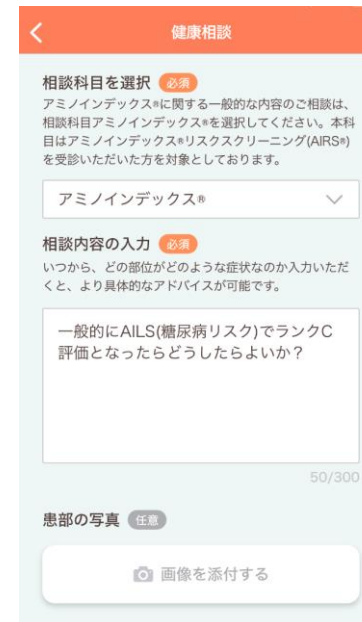 健康相談
相談科目を選択 必須
アミノインデックス®に関する一般的な内容のご相談は、
相談科目アミノインデックス®を選択してください。本科
目はアミノインデックス®リスクスクリーニング(AIRS®)
を受診いただいた方を対象としております。
アミノインデックス®
相談内容の入力 必須
いつから、どの部位がどのような症状なのか入力いただ
くと、より具体的なアドバイスが可能です。
一般的にAILS(糖尿病リスク)でランクC
評価となったらどうしたらよいか？
50/300
患部の写真 任意
画像を添付する